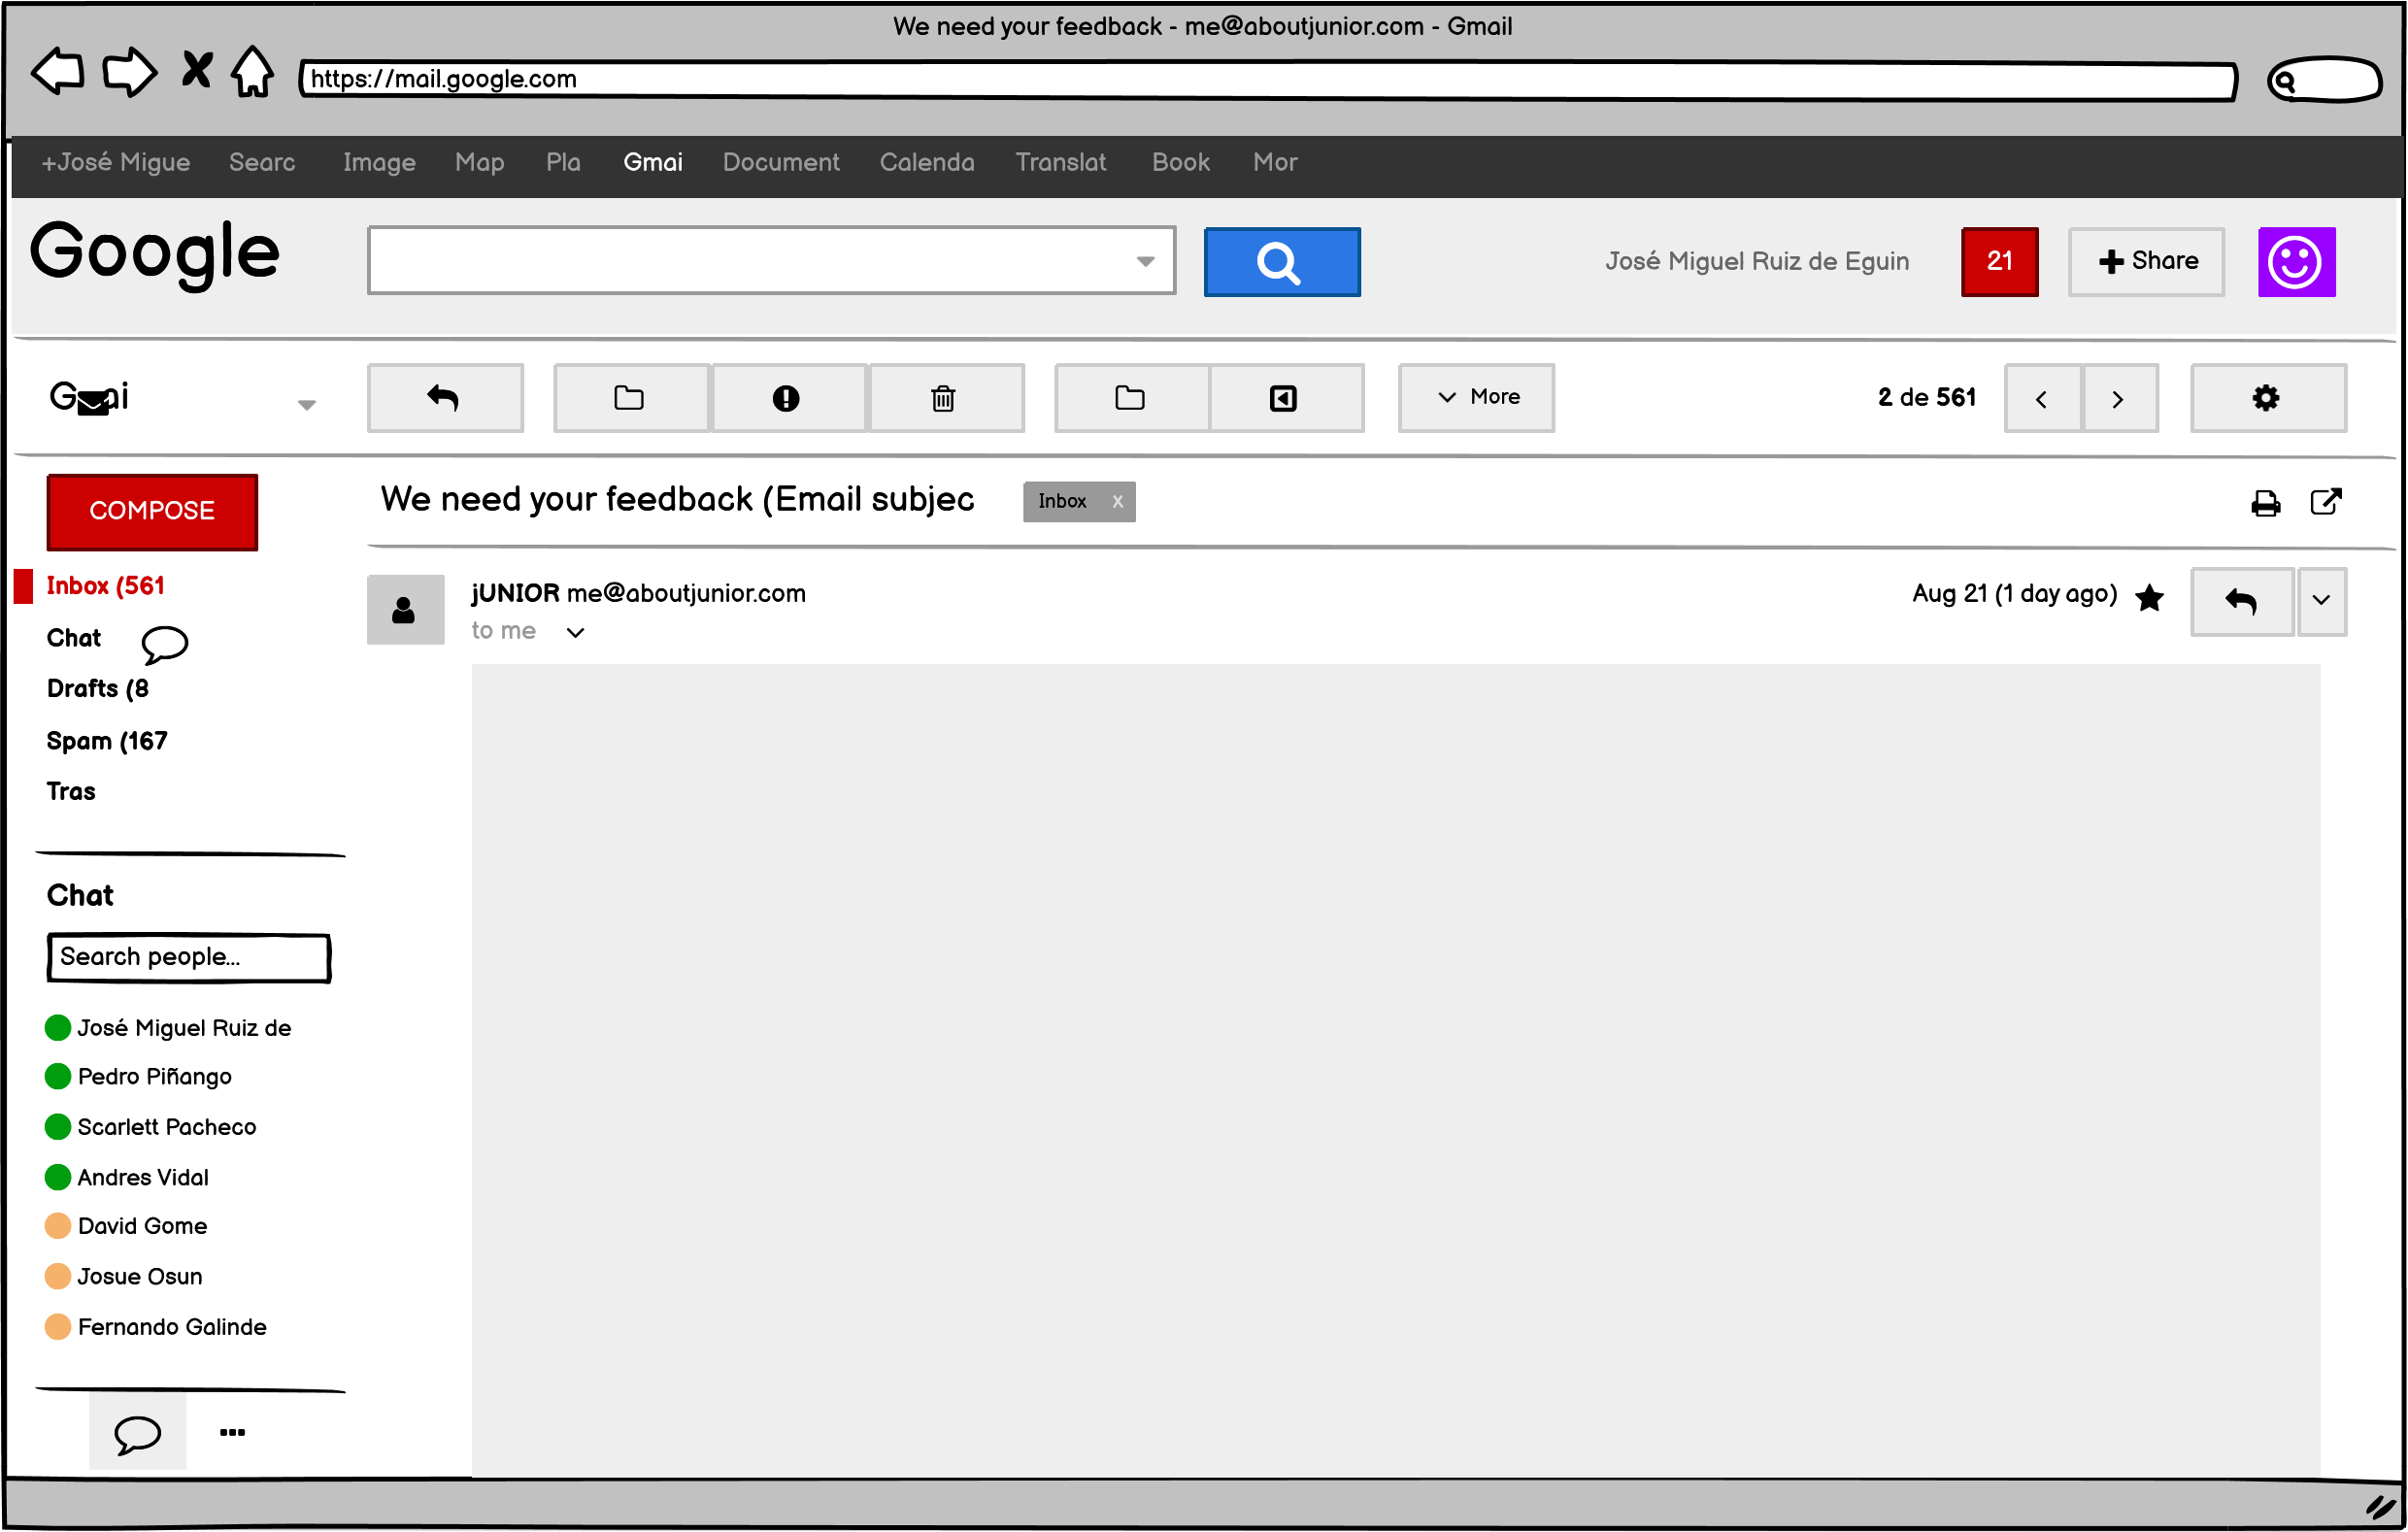 We need your feedback - me@aboutjunior.com - Gmail
https://mail.google.com
+José Migue Searc Image Map Pla Gmai Document Calenda Translat Book Mor
Google
José Miguel Ruiz de Eguin 21 Share
More
2 de 561
COMPOSE
We need your feedback (Email subjec
Inbox x
Inbox (561
jUNIOR me@aboutjunior.com
Aug 21 (1 day ago)
to me
Chat
Drafts (8
Spam (167
Tras
Chat
Search people...
José Miguel Ruiz de
Pedro Piñango
Scarlett Pacheco
Andres Vidal
David Gome
Josue Osun
Fernando Galinde